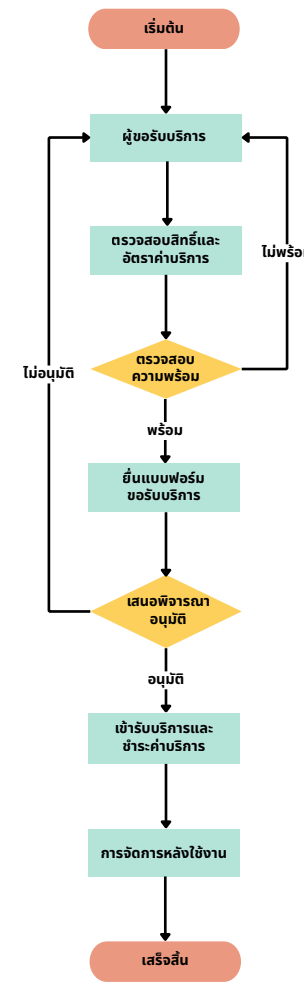 เริ่มต้น
ผู้ขอรับบริการ
ตรวจสอบสิทธิ์และ
อัตราค่าบริการ
ไม่พร้อ
ตรวจสอบ
ความพร้อม
ไม่อนุมัติ
พร้อม
ยื่นแบบฟอร์ม
ขอรับบริการ
เสนอพิจารณา
อนุมัติ
อนุมัติ
เข้ารับบริการและ
ชำระค่าบริการ
การจัดการหลังใช้งาน
เสร็จสิ้น